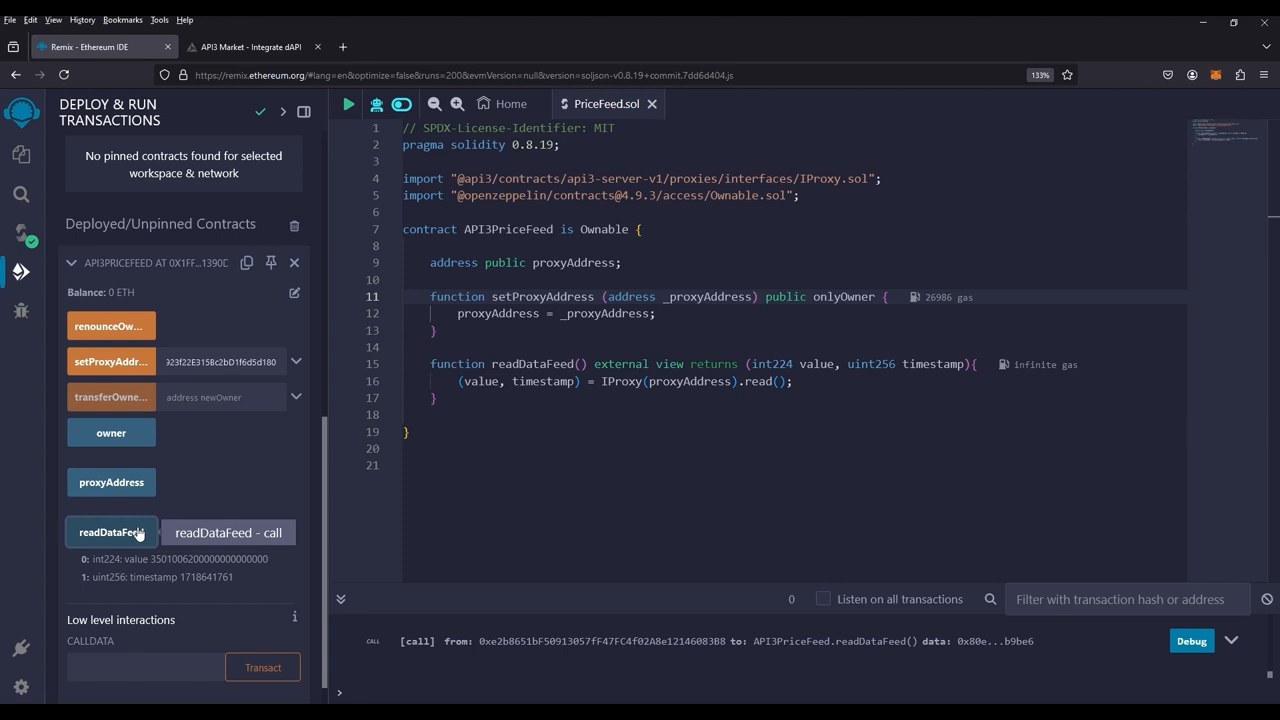 File Edit View History Bookmarks Tools Help
Remix - Ethereum IDE
API3 Market - Integrate dAPI
https://remix.ethereum.org/#lang=en&optimize=false&runs=200&evmVersion=null&version=soljson-v0.8.19+commit.7dd6d404.js
133%
DEPLOY & RUN
TRANSACTIONS
No pinned contracts found for selected
workspace & network
Deployed/Unpinned Contracts
API3PRICEFEED AT 0X1FF...1390D
Balance: 0 ETH
renounceOw...
setProxyAddr... 923f22E315Bc2bD1f6d5d180
transferOwne... address newOwner
owner
proxyAddress
readDataFeed readDataFeed - call
0: int224: value 3501006200000000000000
1: uint256: timestamp 1718641761
Low level interactions
i
CALLDATA
Transact
Home
PriceFeed.sol
1 // SPDX-License-Identifier: MIT
2 pragma solidity 0.8.19;
3
4 import "@api3/contracts/api3-server-v1/proxies/interfaces/IProxy.sol";
5 import "@openzeppelin/contracts@4.9.3/access/Ownable.sol";
6
7 contract API3PriceFeed is Ownable {
8
9 address public proxyAddress;
10
11 function setProxyAddress (address _proxyAddress) public onlyOwner { 26986 gas
12 proxyAddress = _proxyAddress;
13 }
14
15 function readDataFeed() external view returns (int224 value, uint256 timestamp){ infinite gas
16 (value, timestamp) = IProxy(proxyAddress).read();
17 }
18
19 }
20
21
0 Listen on all transactions Filter with transaction hash or address
CALL [call] from: 0xe2b8651bF50913057fF47FC4f02A8e12146083B8 to: API3PriceFeed.readDataFeed() data: 0x80e...b9be6 Debug
>